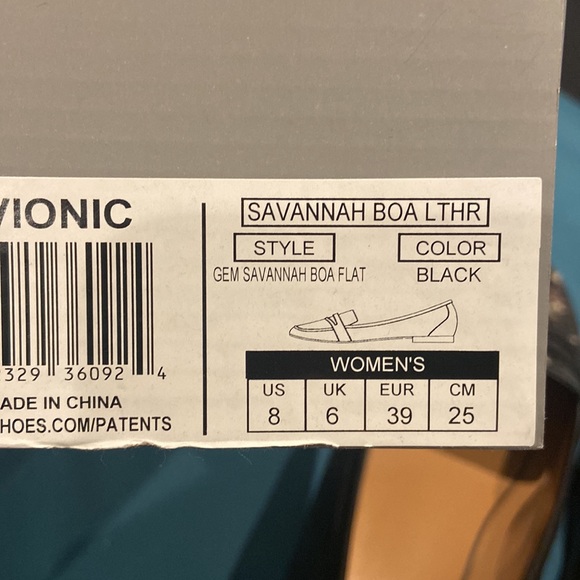 VIONIC
329 36092 4
ADE IN CHINA
HOES.COM/PATENTS
SAVANNAH BOA LTHR
STYLE COLOR
GEM SAVANNAH BOA FLAT BLACK
WOMEN'S
US UK EUR CM
8 6 39 25